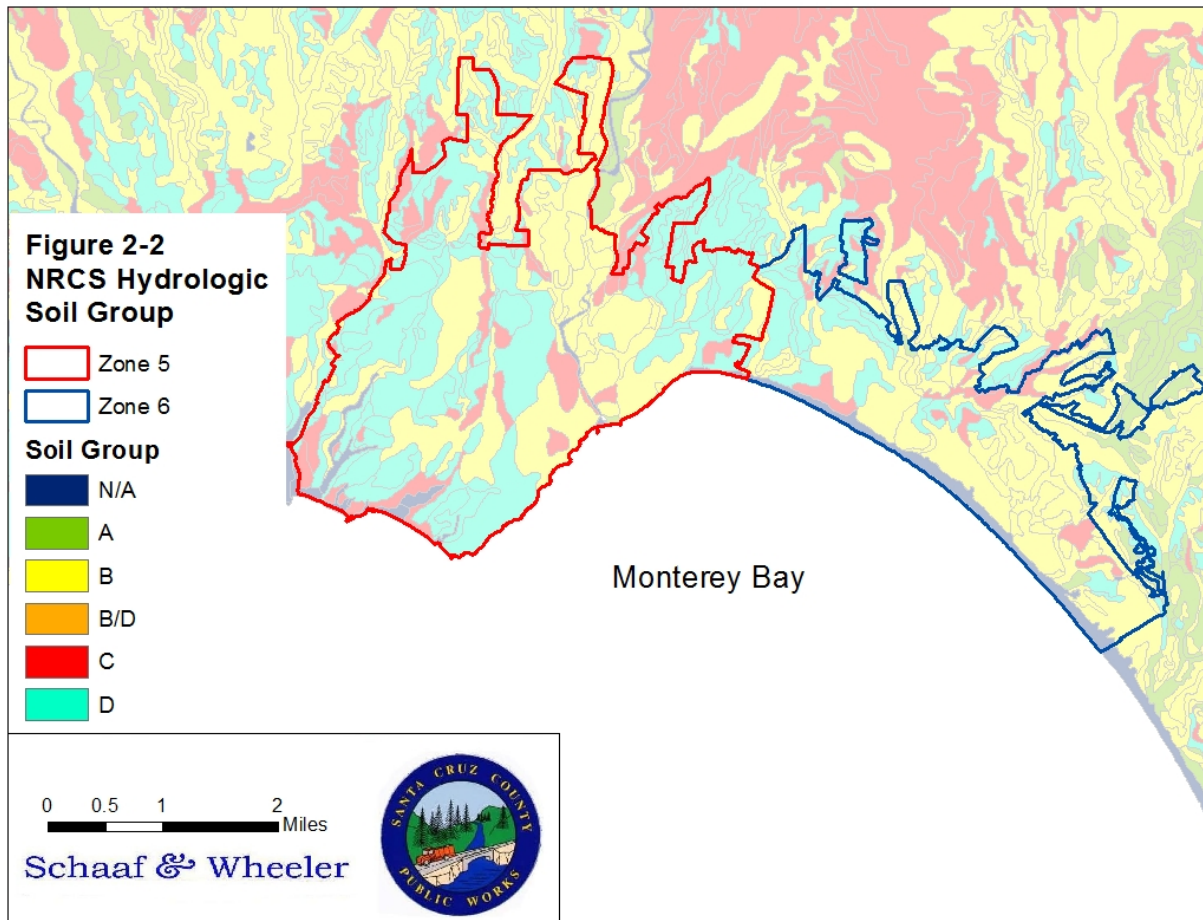 Figure 2-2
NRCS Hydrologic
Soil Group
Zone 5
Zone 6
Soil Group
N/A
A
B
B/D
C
D
Monterey Bay
0 0.5 1 2
Miles
Schaaf & Wheeler
SANTA CRUZ COUNTY
PUBLIC WORKS